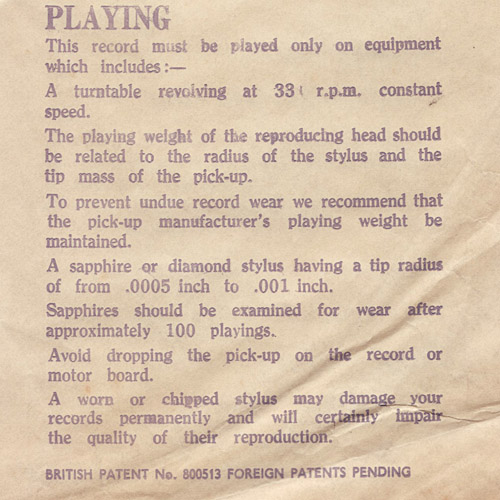 PLAYING
This record must be played only on equipment
which includes:—
A turntable revolving at 33⅓ r.p.m. constant
speed.
The playing weight of the reproducing head should
be related to the radius of the stylus and the
tip mass of the pick-up.
To prevent undue record wear we recommend that
the pick-up manufacturer's playing weight be
maintained.
A sapphire or diamond stylus having a tip radius
of from .0005 inch to .001 inch.
Sapphires should be examined for wear after
approximately 100 playings.
Avoid dropping the pick-up on the record or
motor board.
A worn or chipped stylus may damage your
records permanently and will certainly impair
the quality of their reproduction.
BRITISH PATENT No. 800513 FOREIGN PATENTS PENDING